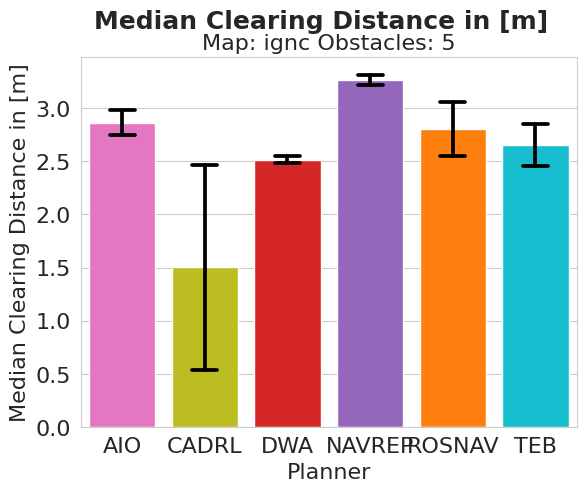 Median Clearing Distance in [m]
Map: ignc Obstacles: 5
Median Clearing Distance in [m]
3.0
2.5
2.0
1.5
1.0
0.5
0.0
AIO CADRL DWA NAVREP ROSNAV TEB
Planner